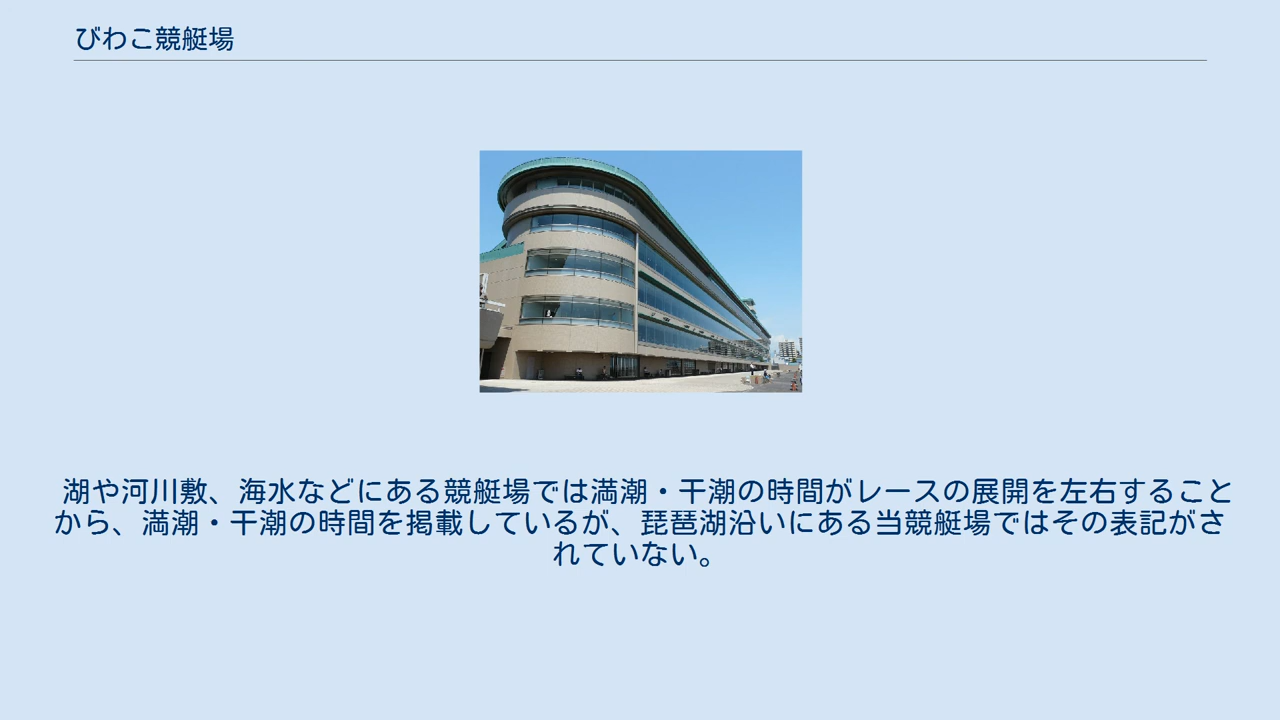 びわこ競艇場
湖や河川敷、海水などにある競艇場では満潮・干潮の時間がレースの展開を左右すること
から、満潮・干潮の時間を掲載しているが、琵琶湖沿いにある当競艇場ではその表記がさ
れていない。